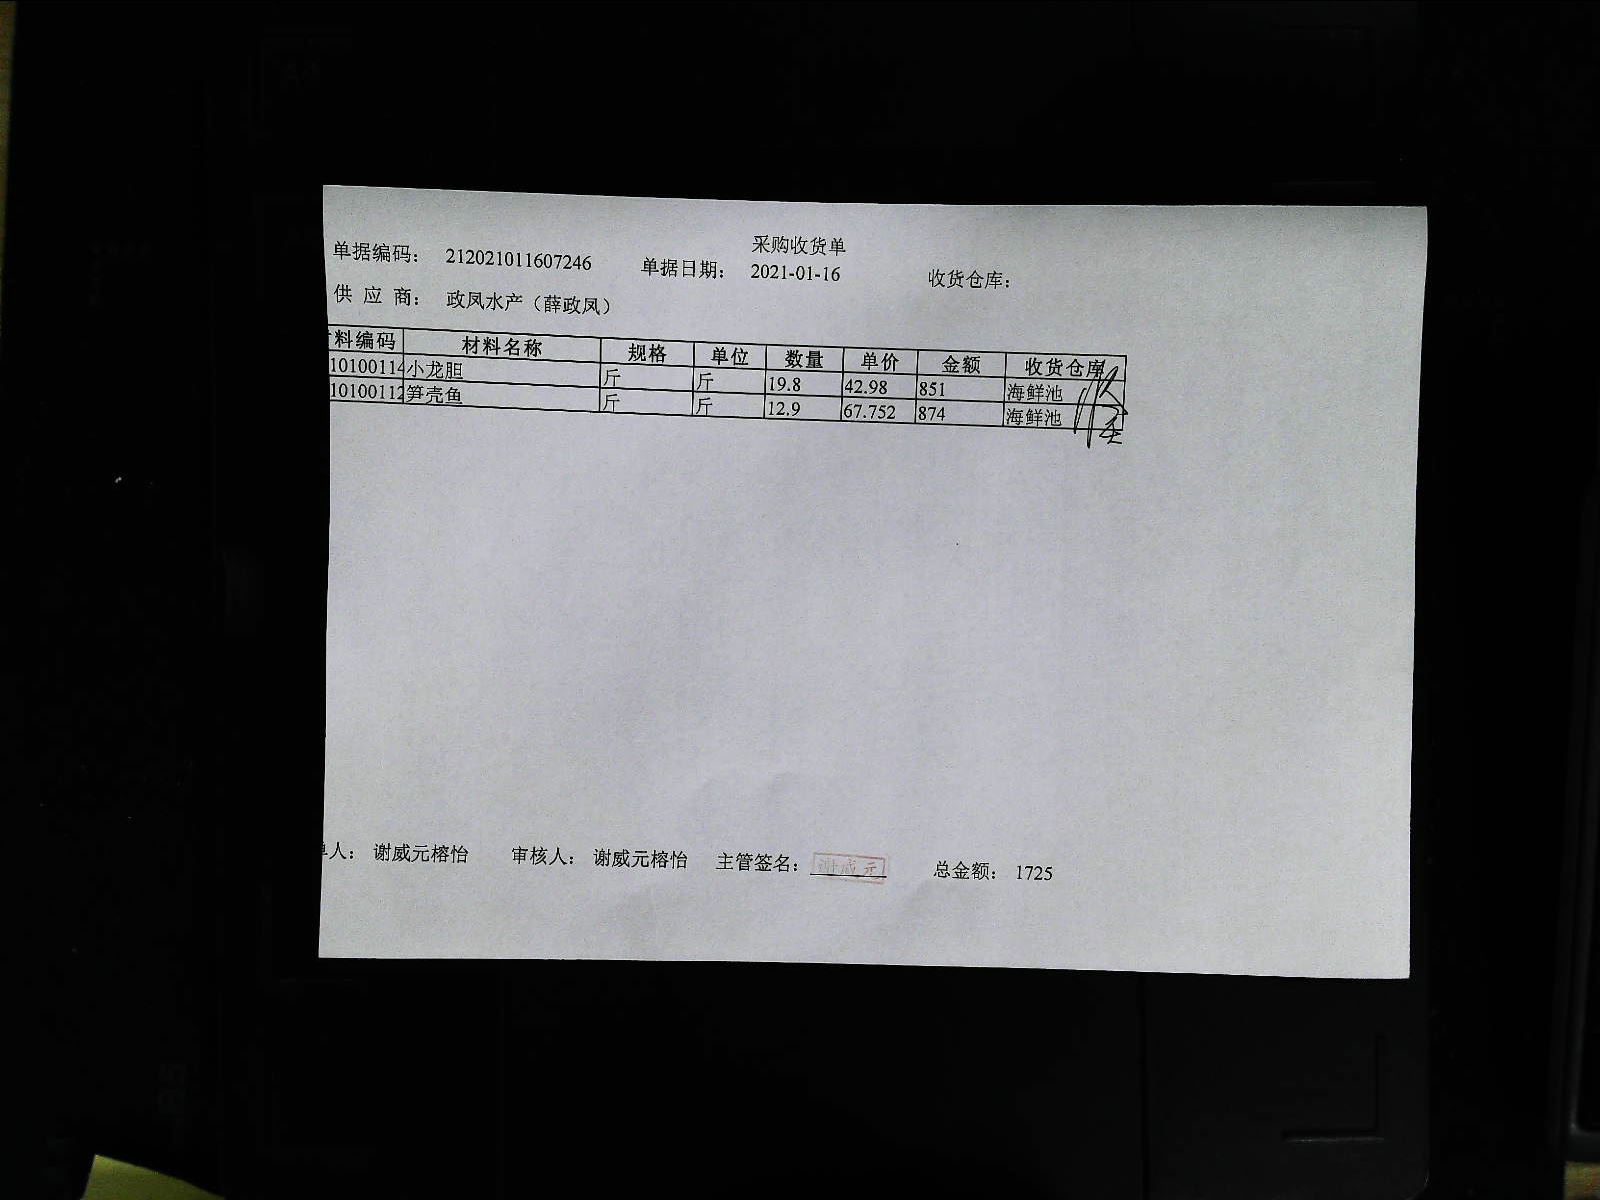 采购收货单
单据编码： 212021011607246 单据日期： 2021-01-16 收货仓库：
供 应 商： 政凤水产（薛政凤）
料编码 材料名称 规格 单位 数量 单价 金额 收货仓库
10100114 小龙胆 斤 斤 19.8 42.98 851 海鲜池
10100112 笋壳鱼 斤 斤 12.9 67.752 874 海鲜池
人： 谢威元榕怡 审核人： 谢威元榕怡 主管签名： 谢威元 总金额： 1725